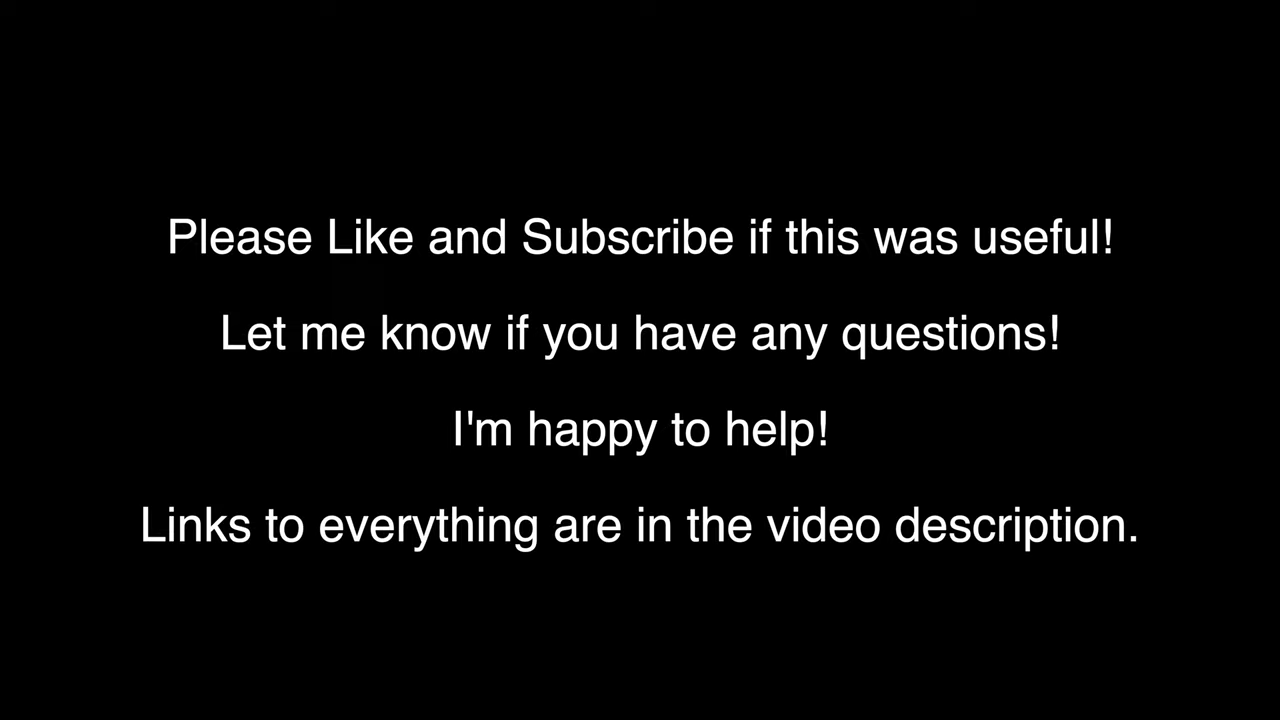 Please Like and Subscribe if this was useful!
Let me know if you have any questions!
I'm happy to help!
Links to everything are in the video description.